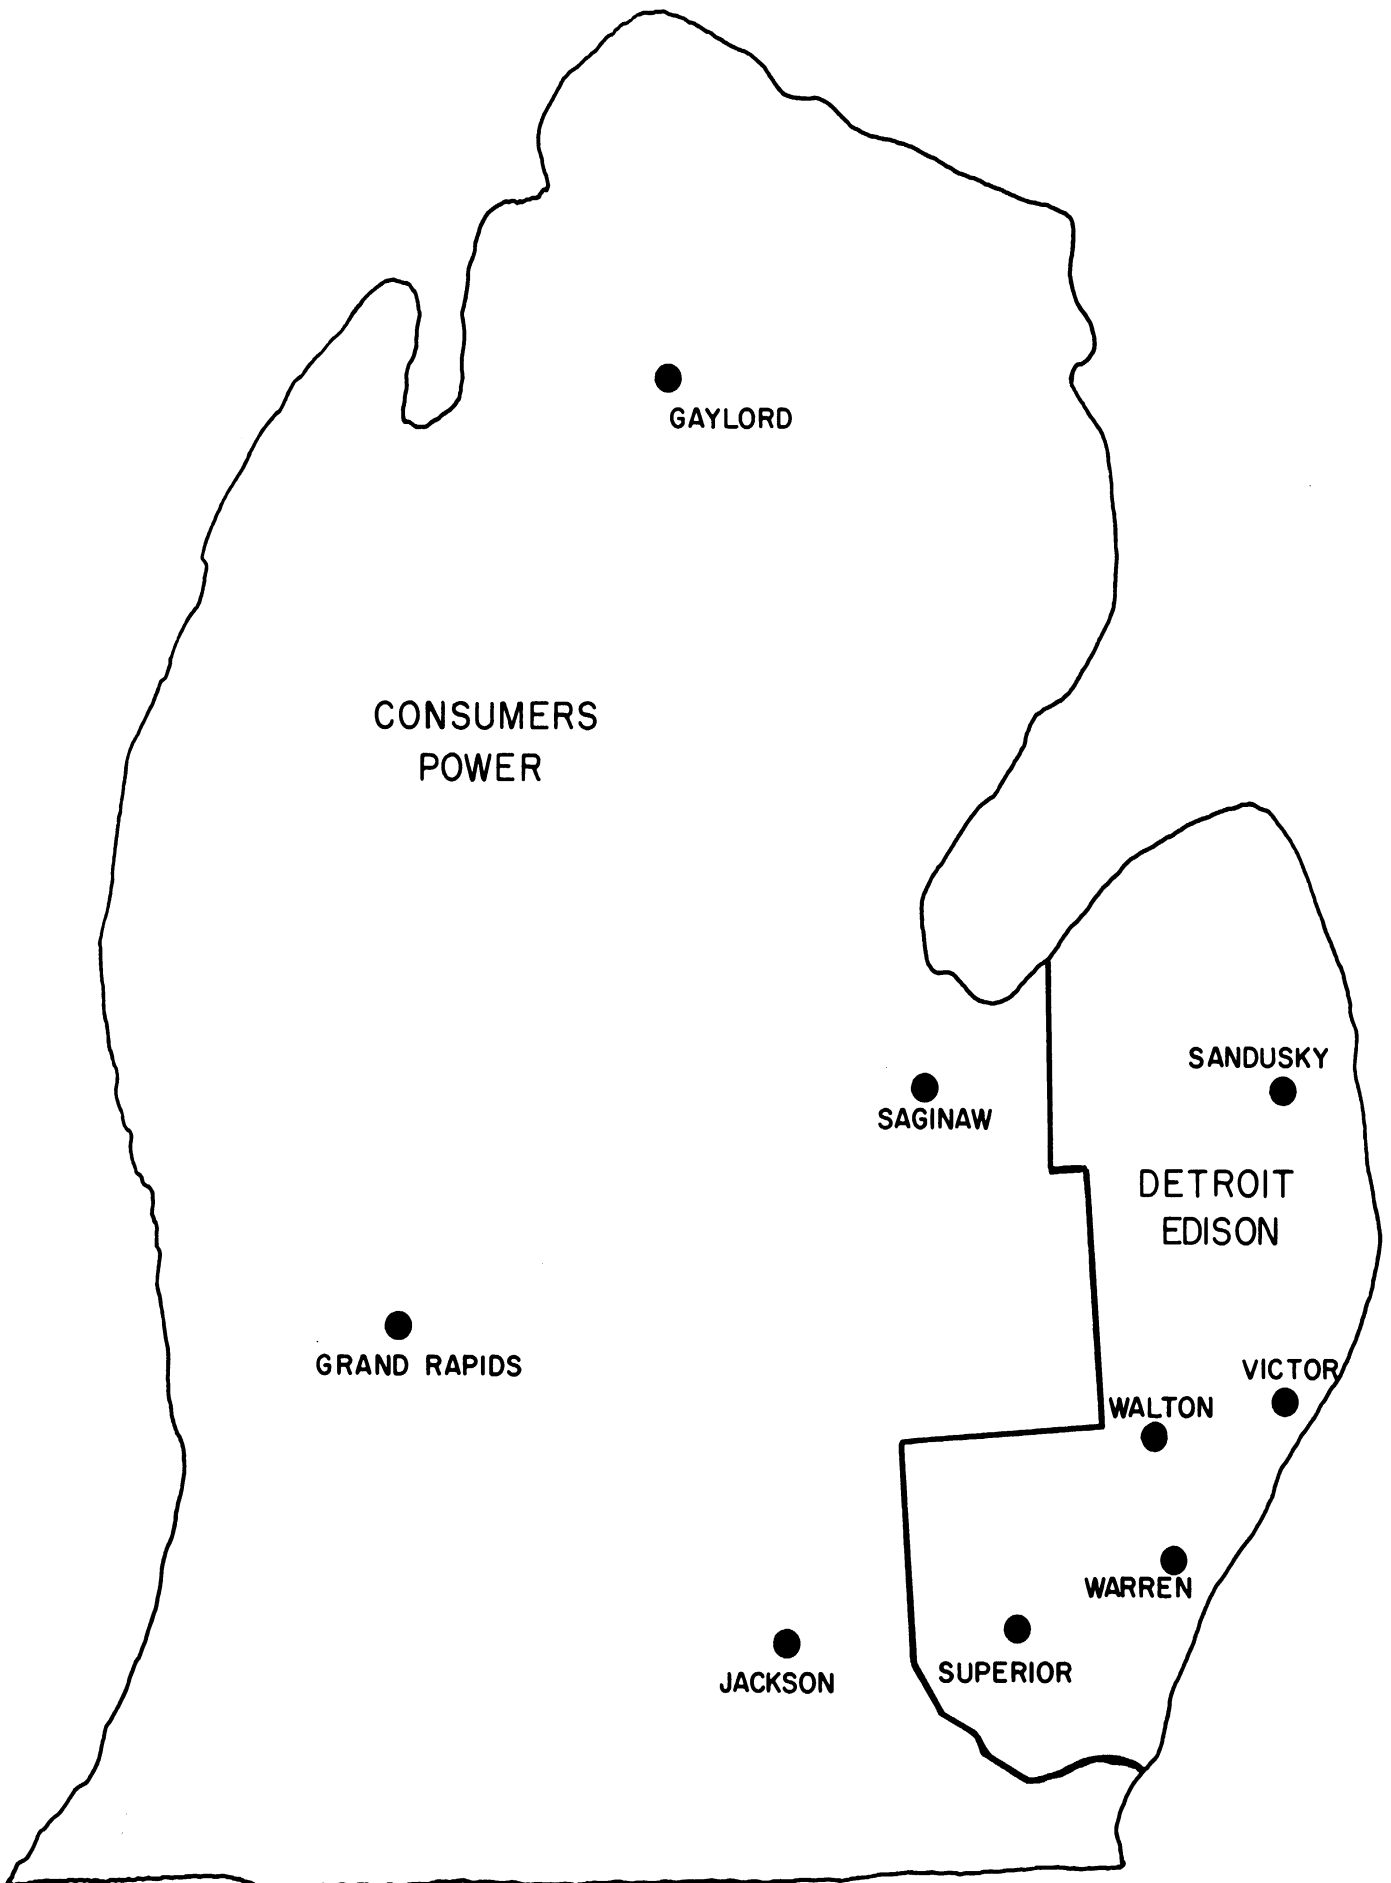 GAYLORD
CONSUMERS
POWER
SANDUSKY
SAGINAW
DETROIT
EDISON
GRAND RAPIDS
VICTOR
WALTON
WARREN
SUPERIOR
JACKSON